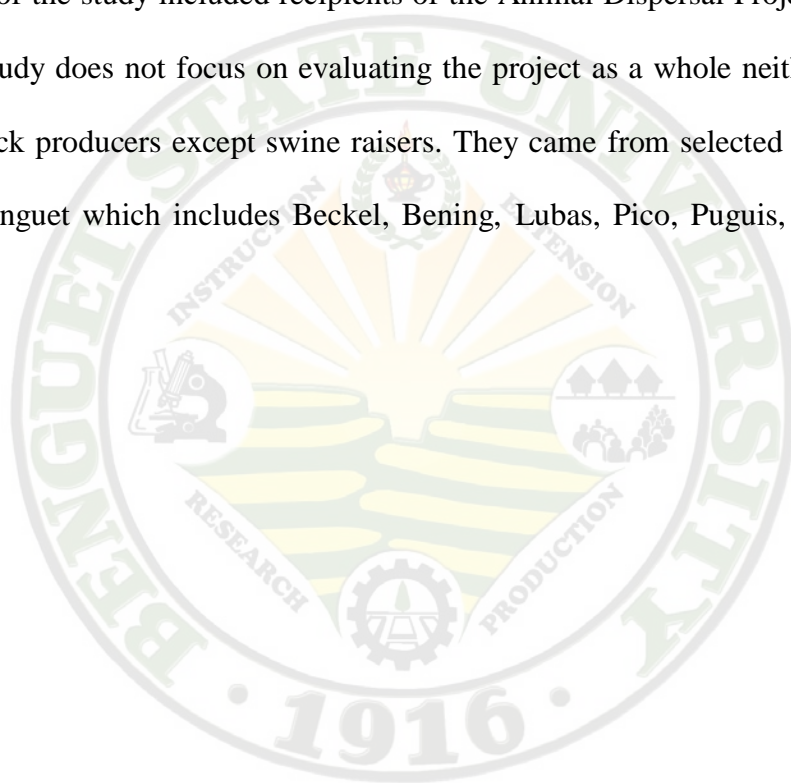 of the study included recipients of the Animal Dispersal Proje
udy does not focus on evaluating the project as a whole neith
ck producers except swine raisers. They came from selected
nguet which includes Beckel, Bening, Lubas, Pico, Puguis,
BENGUET STATE UNIVERSITY
INSTRUCTION
EXTENSION
RESEARCH
PRODUCTION
1916